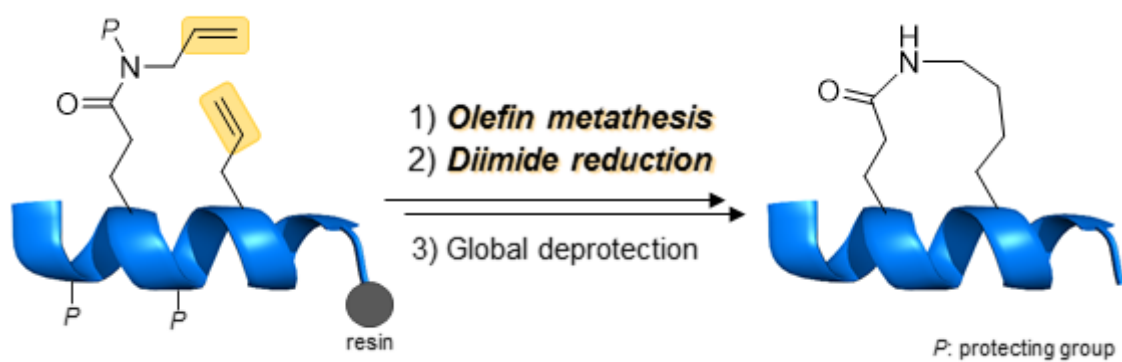 P
N
O
1) Olefin metathesis
2) Diimide reduction
3) Global deprotection
P
P
resin
H
N
O
P: protecting group